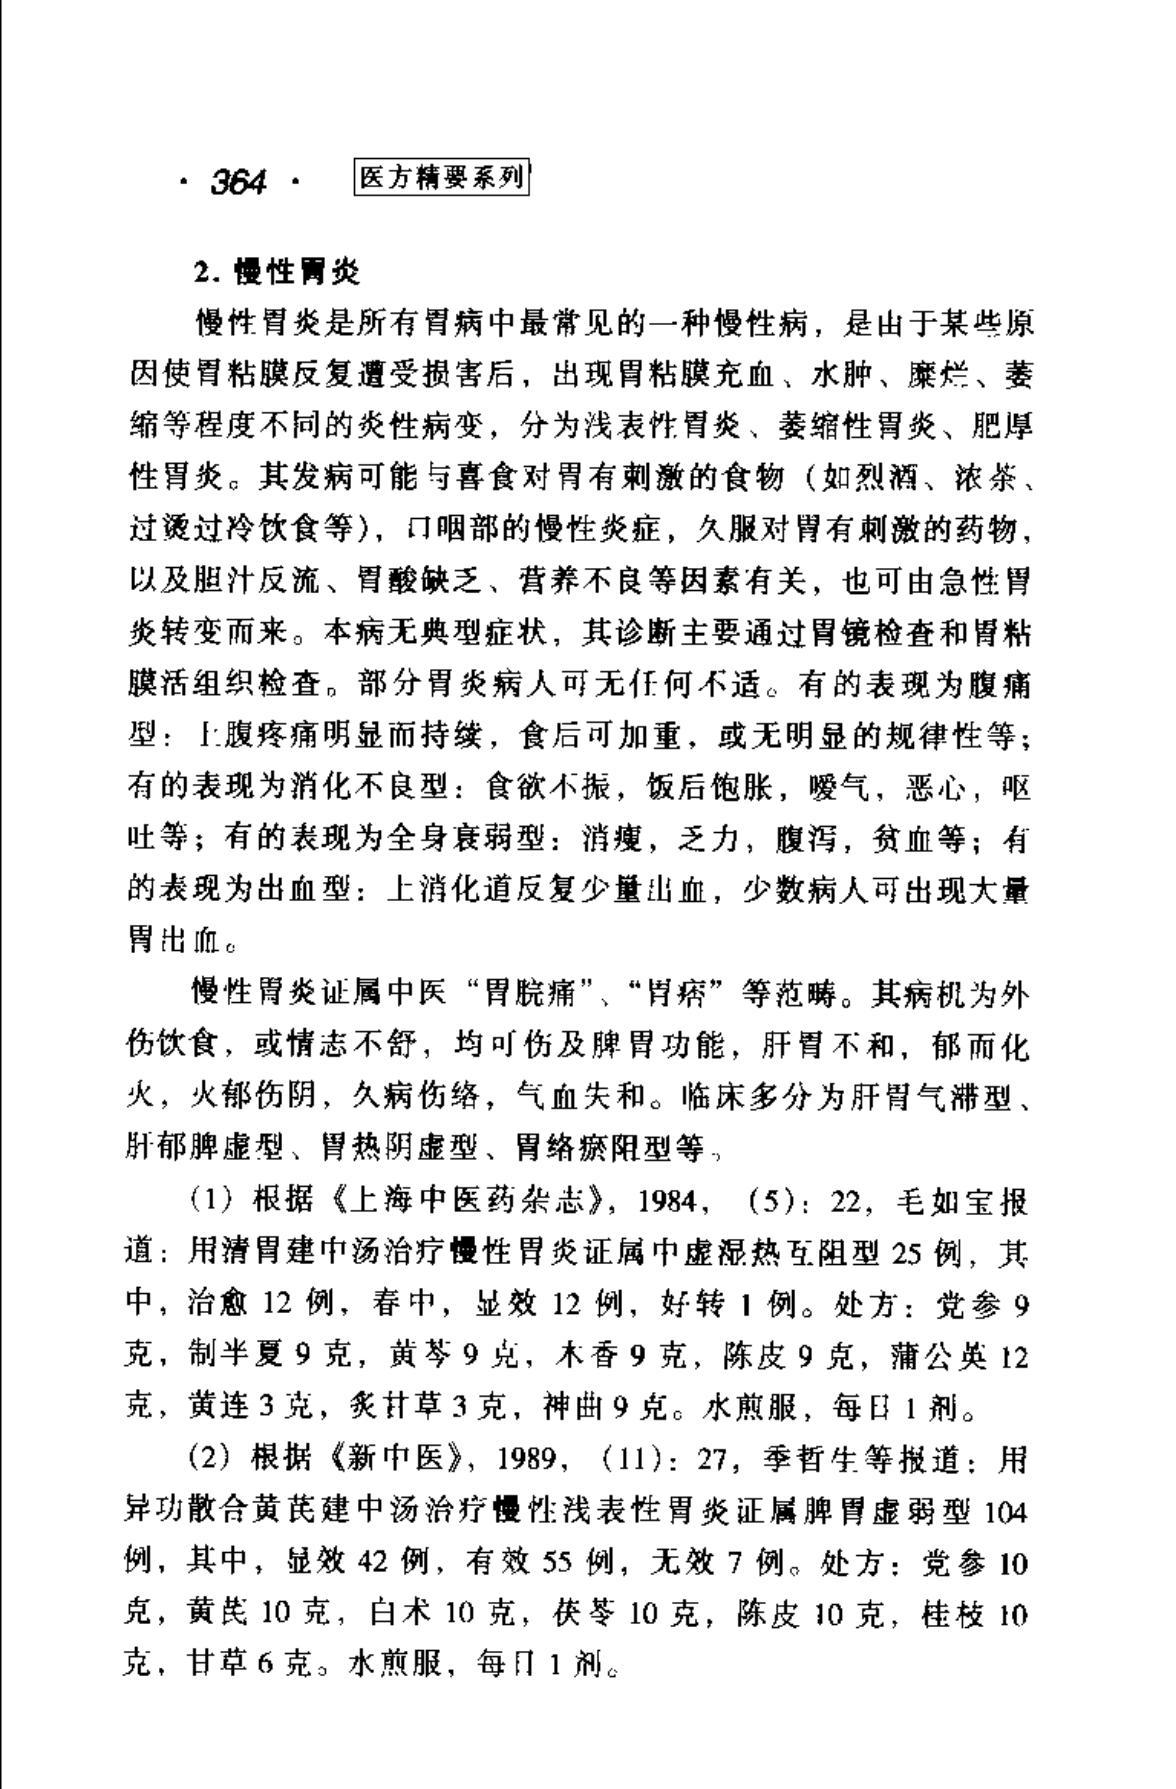 · 364 · 医方精要系列
2. 慢性胃炎
慢性胃炎是所有胃病中最常见的一种慢性病，是由于某些原
因使胃粘膜反复遭受损害后，出现胃粘膜充血、水肿、糜烂、萎
缩等程度不同的炎性病变，分为浅表性胃炎、萎缩性胃炎、肥厚
性胃炎。其发病可能与喜食对胃有刺激的食物（如烈酒、浓茶、
过烫过冷饮食等），口咽部的慢性炎症，久服对胃有刺激的药物，
以及胆汁反流、胃酸缺乏、营养不良等因素有关，也可由急性胃
炎转变而来。本病无典型症状，其诊断主要通过胃镜检查和胃粘
膜活组织检查。部分胃炎病人可无任何不适。有的表现为腹痛
型：上腹疼痛明显而持续，食后可加重，或无明显的规律性等；
有的表现为消化不良型：食欲不振，饭后饱胀，嗳气，恶心，呕
吐等；有的表现为全身衰弱型：消瘦，乏力，腹泻，贫血等；有
的表现为出血型：上消化道反复少量出血，少数病人可出现大量
胃出血。
慢性胃炎证属中医“胃脘痛”、“胃痞”等范畴。其病机为外
伤饮食，或情志不舒，均可伤及脾胃功能，肝胃不和，郁而化
火，火郁伤阴，久病伤络，气血失和。临床多分为肝胃气滞型、
肝郁脾虚型、胃热阴虚型、胃络瘀阻型等。
（1）根据《上海中医药杂志》，1984，（5）：22，毛如宝报
道：用清胃建中汤治疗慢性胃炎证属中虚湿热互阻型 25 例，其
中，治愈 12 例，春中，显效 12 例，好转 1 例。处方：党参 9
克，制半夏 9 克，黄芩 9 克，木香 9 克，陈皮 9 克，蒲公英 12
克，黄连 3 克，炙甘草 3 克，神曲 9 克。水煎服，每日 1 剂。
（2）根据《新中医》，1989，（11）：27，季哲生等报道：用
异功散合黄芪建中汤治疗慢性浅表性胃炎证属脾胃虚弱型 104
例，其中，显效 42 例，有效 55 例，无效 7 例。处方：党参 10
克，黄芪 10 克，白术 10 克，茯苓 10 克，陈皮 10 克，桂枝 10
克，甘草 6 克。水煎服，每日 1 剂。